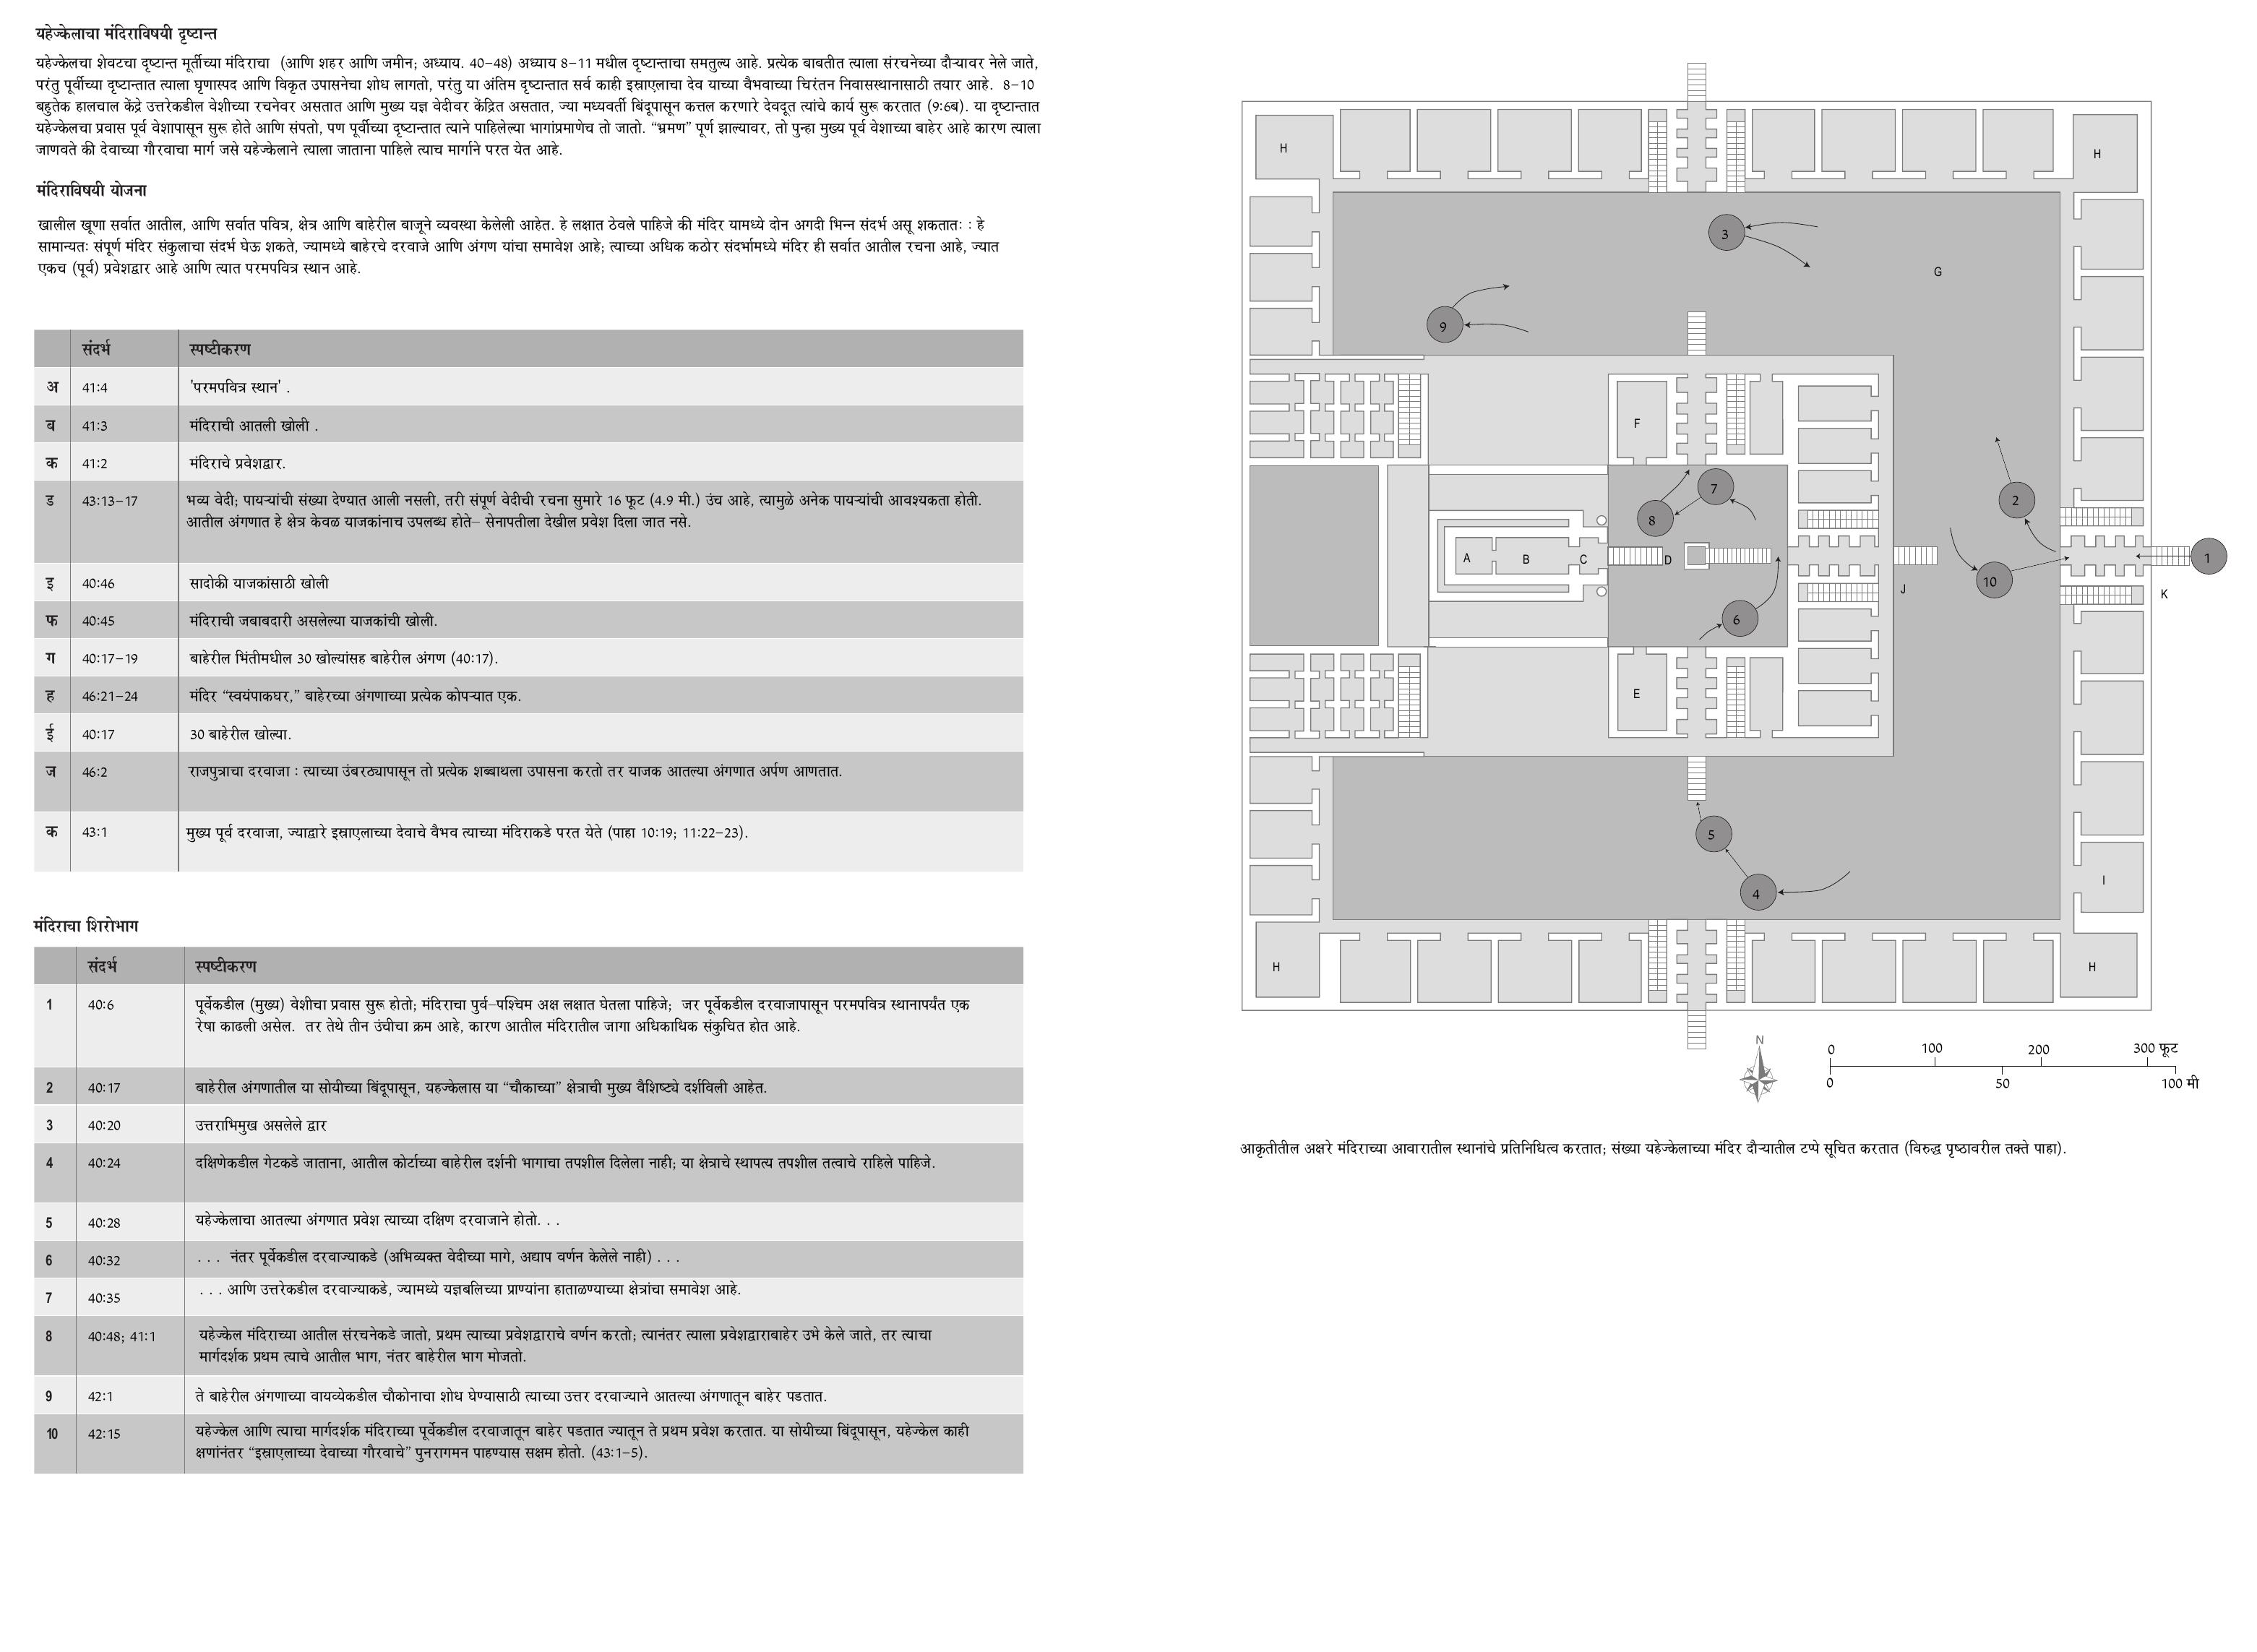 यहेज्केलाचा मंदिराविषयी दृष्टान्त
यहेज्केलचा शेवटचा दृष्टान्त मूर्तीच्या मंदिराचा (आणि शहर आणि जमीन; अध्याय. 40–48) अध्याय 8–11 मधील दृष्टान्ताचा समतुल्य आहे. प्रत्येक बाबतीत त्याला संरचनेच्या दौऱ्यावर नेले जाते,
परंतु पूर्वीच्या दृष्टान्तात त्याला घृणास्पद आणि विकृत उपासनेचा शोध लागतो, परंतु या अंतिम दृष्टान्तात सर्व काही इस्राएलाचा देव याच्या वैभवाच्या चिरंतन निवासस्थानासाठी तयार आहे. 8–10
बहुतेक हालचाल केंद्रे उत्तरेकडील वेशीच्या रचनेवर असतात आणि मुख्य यज्ञ वेदीवर केंद्रित असतात, ज्या मध्यवर्ती बिंदूपासून कत्तल करणारे देवदूत त्यांचे कार्य सुरू करतात (9:6ब). या दृष्टान्तात
यहेज्केलचा प्रवास पूर्व वेशापासून सुरू होते आणि संपतो, पण पूर्वीच्या दृष्टान्तात त्याने पाहिलेल्या भागांप्रमाणेच तो जातो. “भ्रमण” पूर्ण झाल्यावर, तो पुन्हा मुख्य पूर्व वेशाच्या बाहेर आहे कारण त्याला
जाणवते की देवाच्या गौरवाचा मार्ग जसे यहेज्केलाने त्याला जाताना पाहिले त्याच मार्गाने परत येत आहे.
मंदिराविषयी योजना
खालील खूणा सर्वात आतील, आणि सर्वात पवित्र, क्षेत्र आणि बाहेरील बाजूने व्यवस्था केलेली आहेत. हे लक्षात ठेवले पाहिजे की मंदिर यामध्ये दोन अगदी भिन्न संदर्भ असू शकतातः : हे
सामान्यतः संपूर्ण मंदिर संकुलाचा संदर्भ घेऊ शकते, ज्यामध्ये बाहेरचे दरवाजे आणि अंगण यांचा समावेश आहे; त्याच्या अधिक कठोर संदर्भामध्ये मंदिर ही सर्वात आतील रचना आहे, ज्यात
एकच (पूर्व) प्रवेशद्वार आहे आणि त्यात परमपवित्र स्थान आहे.
संदर्भ स्पष्टीकरण
अ 41:4 'परमपवित्र स्थान' .
ब 41:3 मंदिराची आतली खोली .
क 41:2 मंदिराचे प्रवेशद्वार.
ड 43:13–17 भव्य वेदी; पायऱ्यांची संख्या देण्यात आली नसली, तरी संपूर्ण वेदीची रचना सुमारे 16 फूट (4.9 मी.) उंच आहे, त्यामुळे अनेक पायऱ्यांची आवश्यकता होती.
आतील अंगणात हे क्षेत्र केवळ याजकांनाच उपलब्ध होते– सेनापतीला देखील प्रवेश दिला जात नसे.
इ 40:46 सादोकी याजकांसाठी खोली
फ 40:45 मंदिराची जबाबदारी असलेल्या याजकांची खोली.
ग 40:17–19 बाहेरील भिंतीमधील 30 खोल्यांसह बाहेरील अंगण (40:17).
ह 46:21–24 मंदिर “स्वयंपाकघर,” बाहेरच्या अंगणाच्या प्रत्येक कोपऱ्यात एक.
ई 40:17 30 बाहेरील खोल्या.
ज 46:2 राजपुत्राचा दरवाजा : त्याच्या उंबरठ्यापासून तो प्रत्येक शब्बाथला उपासना करतो तर याजक आतल्या अंगणात अर्पण आणतात.
क 43:1 मुख्य पूर्व दरवाजा, ज्याद्वारे इस्राएलाच्या देवाचे वैभव त्याच्या मंदिराकडे परत येते (पाहा 10:19; 11:22–23).
मंदिराचा शिरोभाग
संदर्भ स्पष्टीकरण
1 40:6 पूर्वेकडील (मुख्य) वेशीचा प्रवास सुरू होतो; मंदिराचा पुर्व–पश्चिम अक्ष लक्षात घेतला पाहिजे; जर पूर्वेकडील दरवाजापासून परमपवित्र स्थानापर्यंत एक
रेषा काढली असेल. तर तेथे तीन उंचीचा क्रम आहे, कारण आतील मंदिरातील जागा अधिकाधिक संकुचित होत आहे.
2 40:17 बाहेरील अंगणातील या सोयीच्या बिंदूपासून, यहज्केलास या “चौकाच्या” क्षेत्राची मुख्य वैशिष्ट्ये दर्शविली आहेत.
3 40:20 उत्तराभिमुख असलेले द्वार
4 40:24 दक्षिणेकडील गेटकडे जाताना, आतील कोर्टाच्या बाहेरील दर्शनी भागाचा तपशील दिलेला नाही; या क्षेत्राचे स्थापत्य तपशील तत्वाचे राहिले पाहिजे.
5 40:28 यहेज्केलाचा आतल्या अंगणात प्रवेश त्याच्या दक्षिण दरवाजाने होतो. . .
6 40:32 . . . नंतर पूर्वेकडील दरवाज्याकडे (अभिव्यक्त वेदीच्या मागे, अद्याप वर्णन केलेले नाही) . . .
7 40:35 . . . आणि उत्तरेकडील दरवाज्याकडे, ज्यामध्ये यज्ञबलिच्या प्राण्यांना हाताळण्याच्या क्षेत्रांचा समावेश आहे.
8 40:48; 41:1 यहेज्केल मंदिराच्या आतील संरचनेकडे जातो, प्रथम त्याच्या प्रवेशद्वाराचे वर्णन करतो; त्यानंतर त्याला प्रवेशद्वाराबाहेर उभे केले जाते, तर त्याचा
मार्गदर्शक प्रथम त्याचे आतील भाग, नंतर बाहेरील भाग मोजतो.
9 42:1 ते बाहेरील अंगणाच्या वायव्येकडील चौकोनाचा शोध घेण्यासाठी त्याच्या उत्तर दरवाज्याने आतल्या अंगणातून बाहेर पडतात.
10 42:15 यहेज्केल आणि त्याचा मार्गदर्शक मंदिराच्या पूर्वेकडील दरवाजातून बाहेर पडतात ज्यातून ते प्रथम प्रवेश करतात. या सोयीच्या बिंदूपासून, यहेज्केल काही
क्षणांनंतर “इस्राएलाच्या देवाच्या गौरवाचे” पुनरागमन पाहण्यास सक्षम होतो. (43:1–5).
H
H
3
G
9
F
7
2
8
A B C D
1
10
J
K
6
E
5
4
I
H
H
N
0 100 200 300 फूट
0 50 100 मी
आकृतीतील अक्षरे मंदिराच्या आवारातील स्थानांचे प्रतिनिधित्व करतात; संख्या यहेज्केलाच्या मंदिर दौऱ्यातील टप्पे सूचित करतात (विरुद्ध पृष्ठावरील तक्ते पाहा).